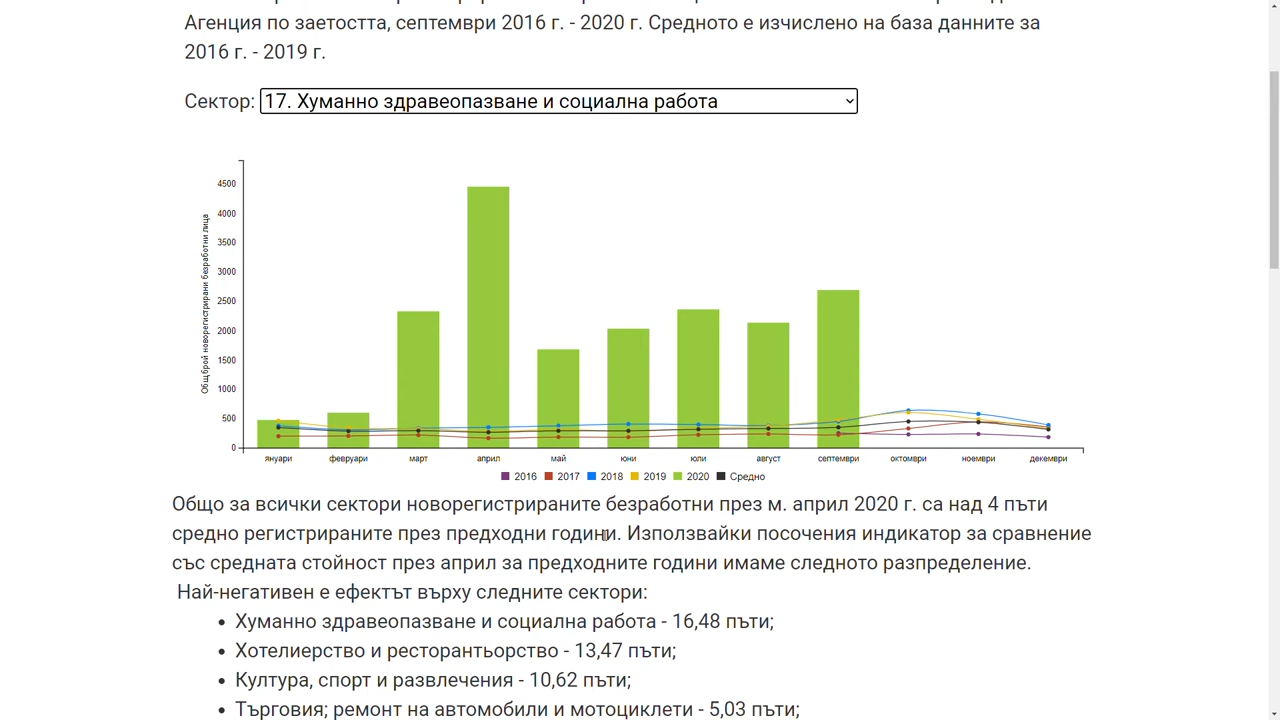 Агенция по заетостта, септември 2016 г. - 2020 г. Средното е изчислено на база данните за
2016 г. - 2019 г.
Сектор: 17. Хуманно здравеопазване и социална работа
Общ брой новорегистрирани безработни лица
4500
4000
3500
3000
2500
2000
1500
1000
500
0
януари февруари март април май юни юли август септември октомври ноември декември
2016 2017 2018 2019 2020 Средно
Общо за всички сектори новорегистрираните безработни през м. април 2020 г. са над 4 пъти
средно регистрираните през предходни години. Използвайки посочения индикатор за сравнение
със средната стойност през април за предходните години имаме следното разпределение.
Най-негативен е ефектът върху следните сектори:
• Хуманно здравеопазване и социална работа - 16,48 пъти;
• Хотелиерство и ресторантьорство - 13,47 пъти;
• Култура, спорт и развлечения - 10,62 пъти;
• Търговия; ремонт на автомобили и мотоциклети - 5,03 пъти;